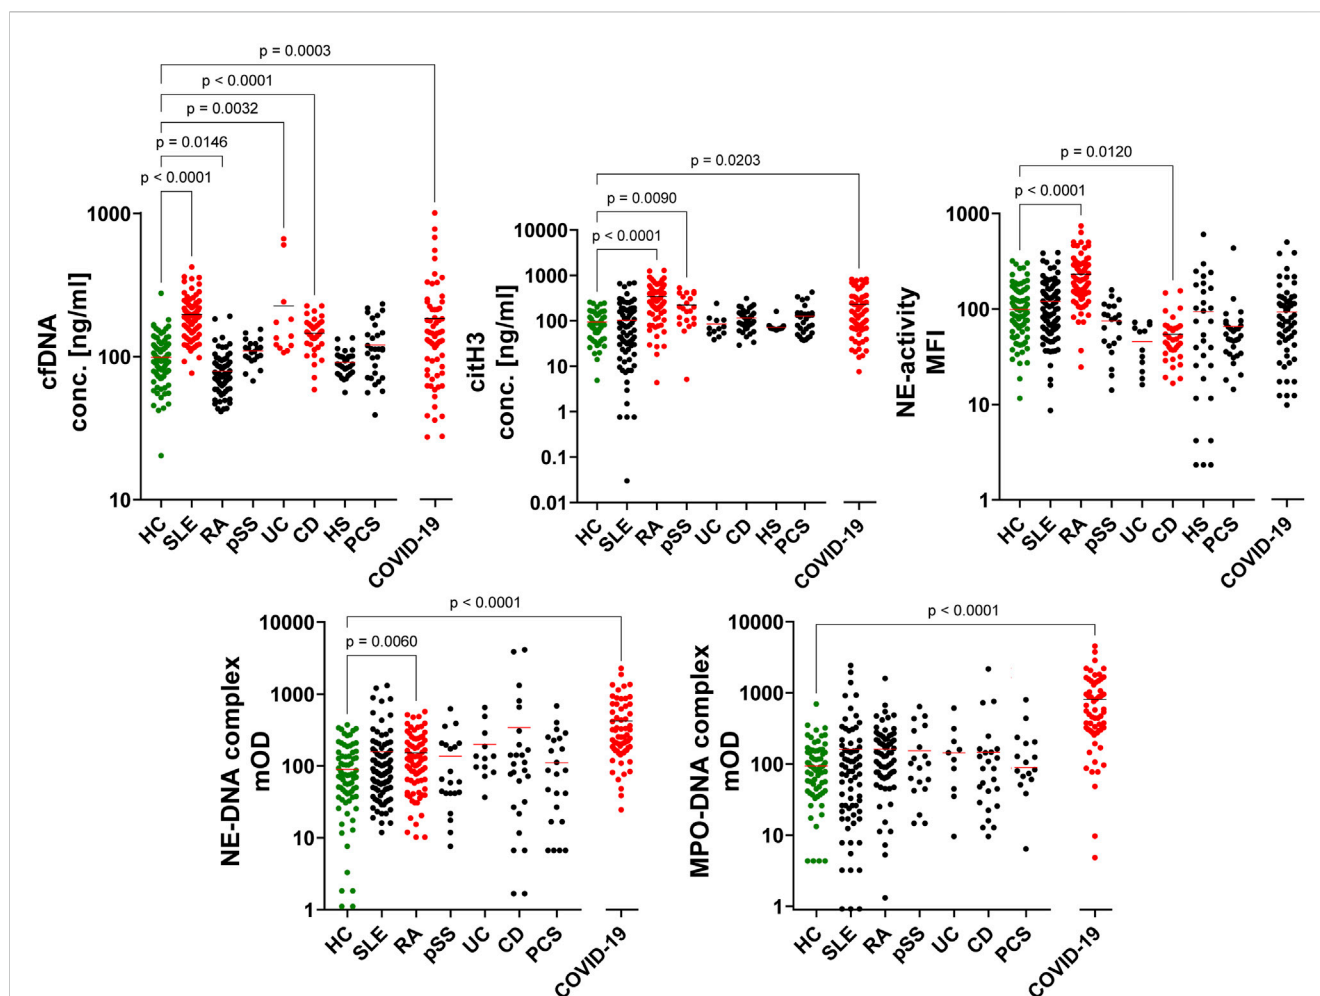 p = 0.0003
p < 0.0001
p = 0.0032
p = 0.0146
p < 0.0001
cfDNA
conc. [ng/ml]
1000
100
10
HC
SLE
RA
pSS
UC
CD
HS
PCS
COVID-19
p = 0.0203
p = 0.0090
p < 0.0001
citH3
conc. [ng/ml]
10000
1000
100
10
1
0.1
0.01
HC
SLE
RA
pSS
UC
CD
HS
PCS
COVID-19
p = 0.0120
p < 0.0001
NE-activity
MFI
1000
100
10
1
HC
SLE
RA
pSS
UC
CD
HS
PCS
COVID-19
p < 0.0001
p = 0.0060
NE-DNA complex
mOD
10000
1000
100
10
1
HC
SLE
RA
pSS
UC
CD
PCS
COVID-19
p < 0.0001
MPO-DNA complex
mOD
10000
1000
100
10
1
HC
SLE
RA
pSS
UC
CD
PCS
COVID-19